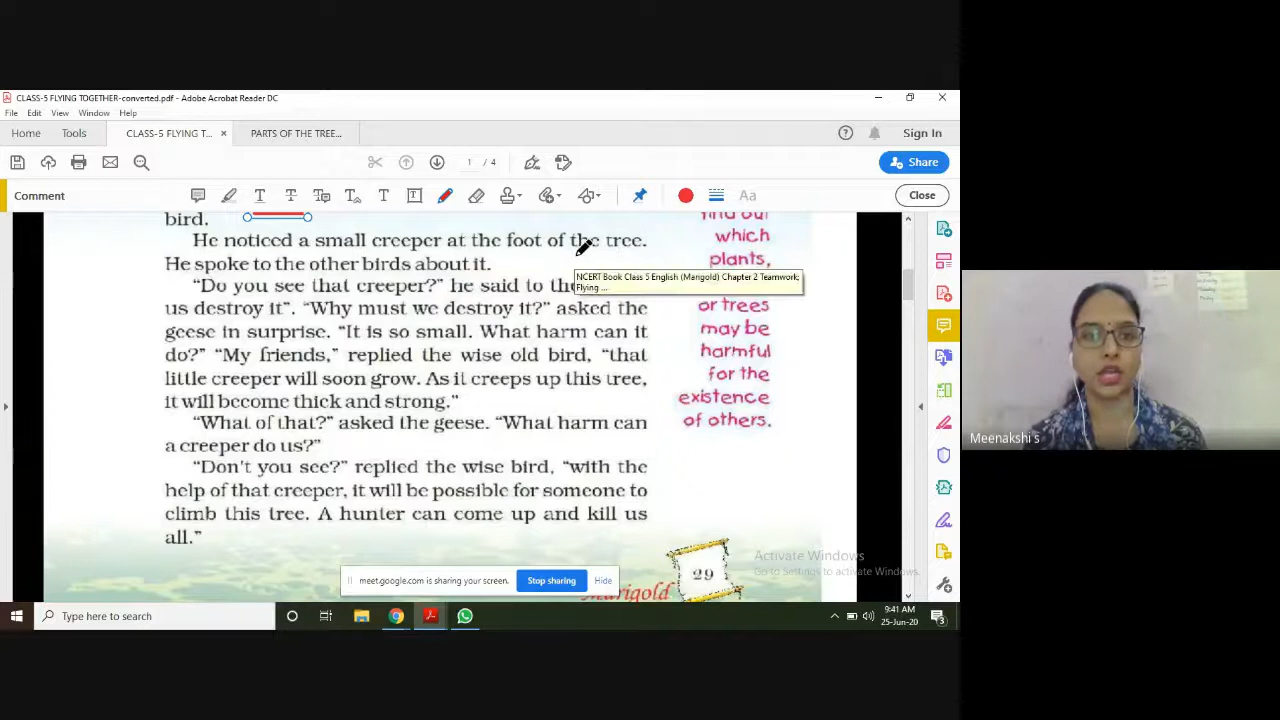 CLASS-5 FLYING TOGETHER-converted.pdf - Adobe Acrobat Reader DC
File Edit View Window Help
Home Tools CLASS-5 FLYING T... × PARTS OF THE TREE... Sign In
1 / 4 Share
Comment Aa Close
bird.
He noticed a small creeper at the foot of the tree.
He spoke to the other birds about it.
“Do you see that creeper?” he said to the
us destroy it”. “Why must we destroy it?” asked the
geese in surprise. “It is so small. What harm can it
do?” “My friends,” replied the wise old bird, “that
little creeper will soon grow. As it creeps up this tree,
it will become thick and strong.”
“What of that?” asked the geese. “What harm can
a creeper do us?”
“Don't you see?” replied the wise bird, “with the
help of that creeper, it will be possible for someone to
climb this tree. A hunter can come up and kill us
all.”
find out
which
plants,
or trees
may be
harmful
for the
existence
of others.
NCERT Book Class 5 English (Marigold) Chapter 2 Teamwork,
Flying ...
29
Marigold
Activate Windows
Go to Settings to activate Windows.
meet.google.com is sharing your screen. Stop sharing Hide
Type here to search
9:41 AM
25-Jun-20
3
Meenakshi s